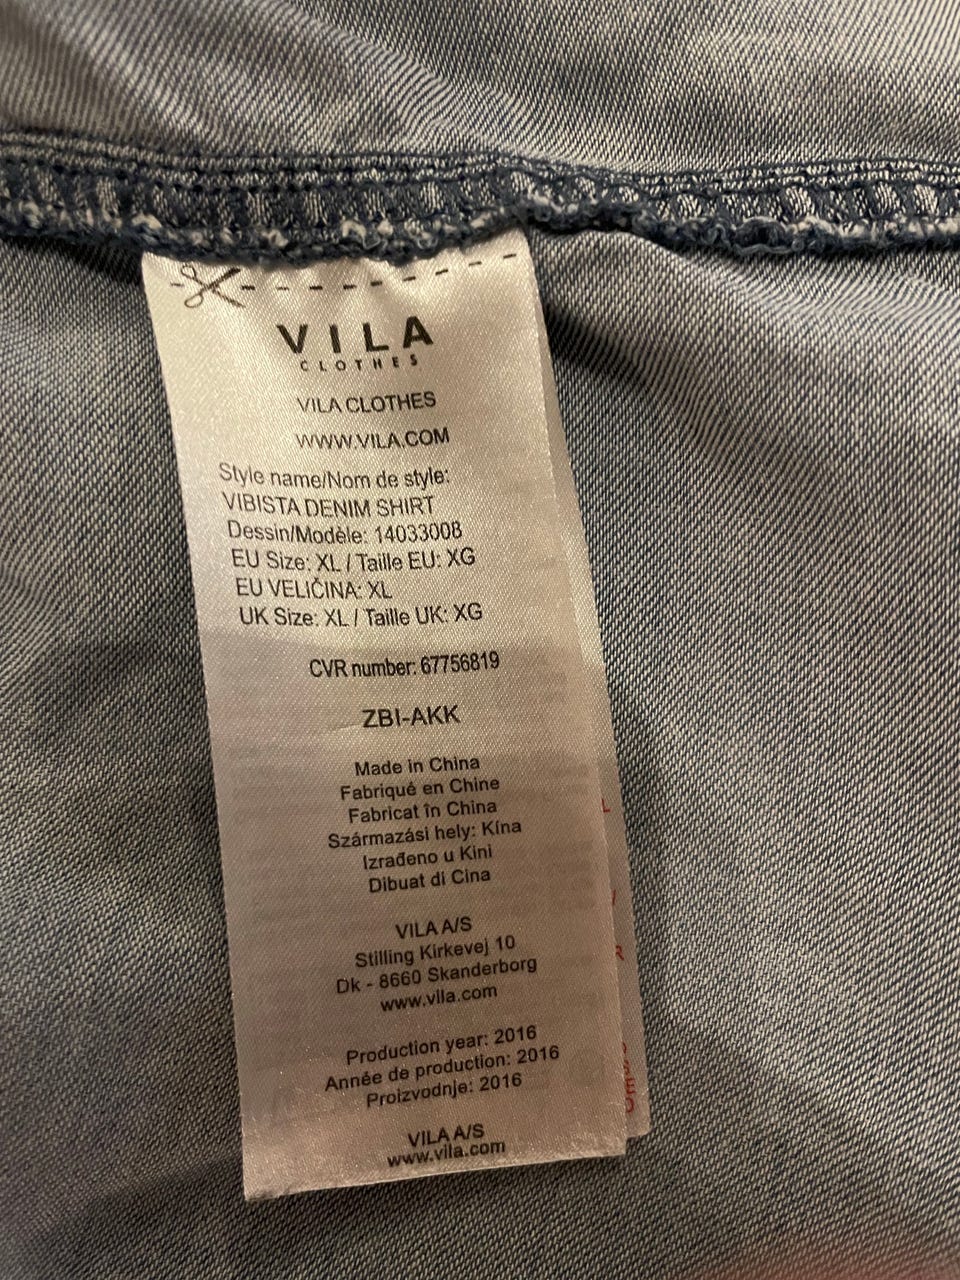 VILA
CLOTHES
VILA CLOTHES
WWW.VILA.COM
Style name/Nom de style:
VIBISTA DENIM SHIRT
Dessin/Modèle: 14033008
EU Size: XL / Taille EU: XG
EU VELIČINA: XL
UK Size: XL / Taille UK: XG
CVR number: 67756819
ZBI-AKK
Made in China
Fabriqué en Chine
Fabricat în China
Származási hely: Kína
Izrađeno u Kini
Dibuat di Cina
VILA A/S
Stilling Kirkevej 10
Dk - 8660 Skanderborg
www.vila.com
Production year: 2016
Année de production: 2016
Proizvodnje: 2016
VILA A/S
www.vila.com